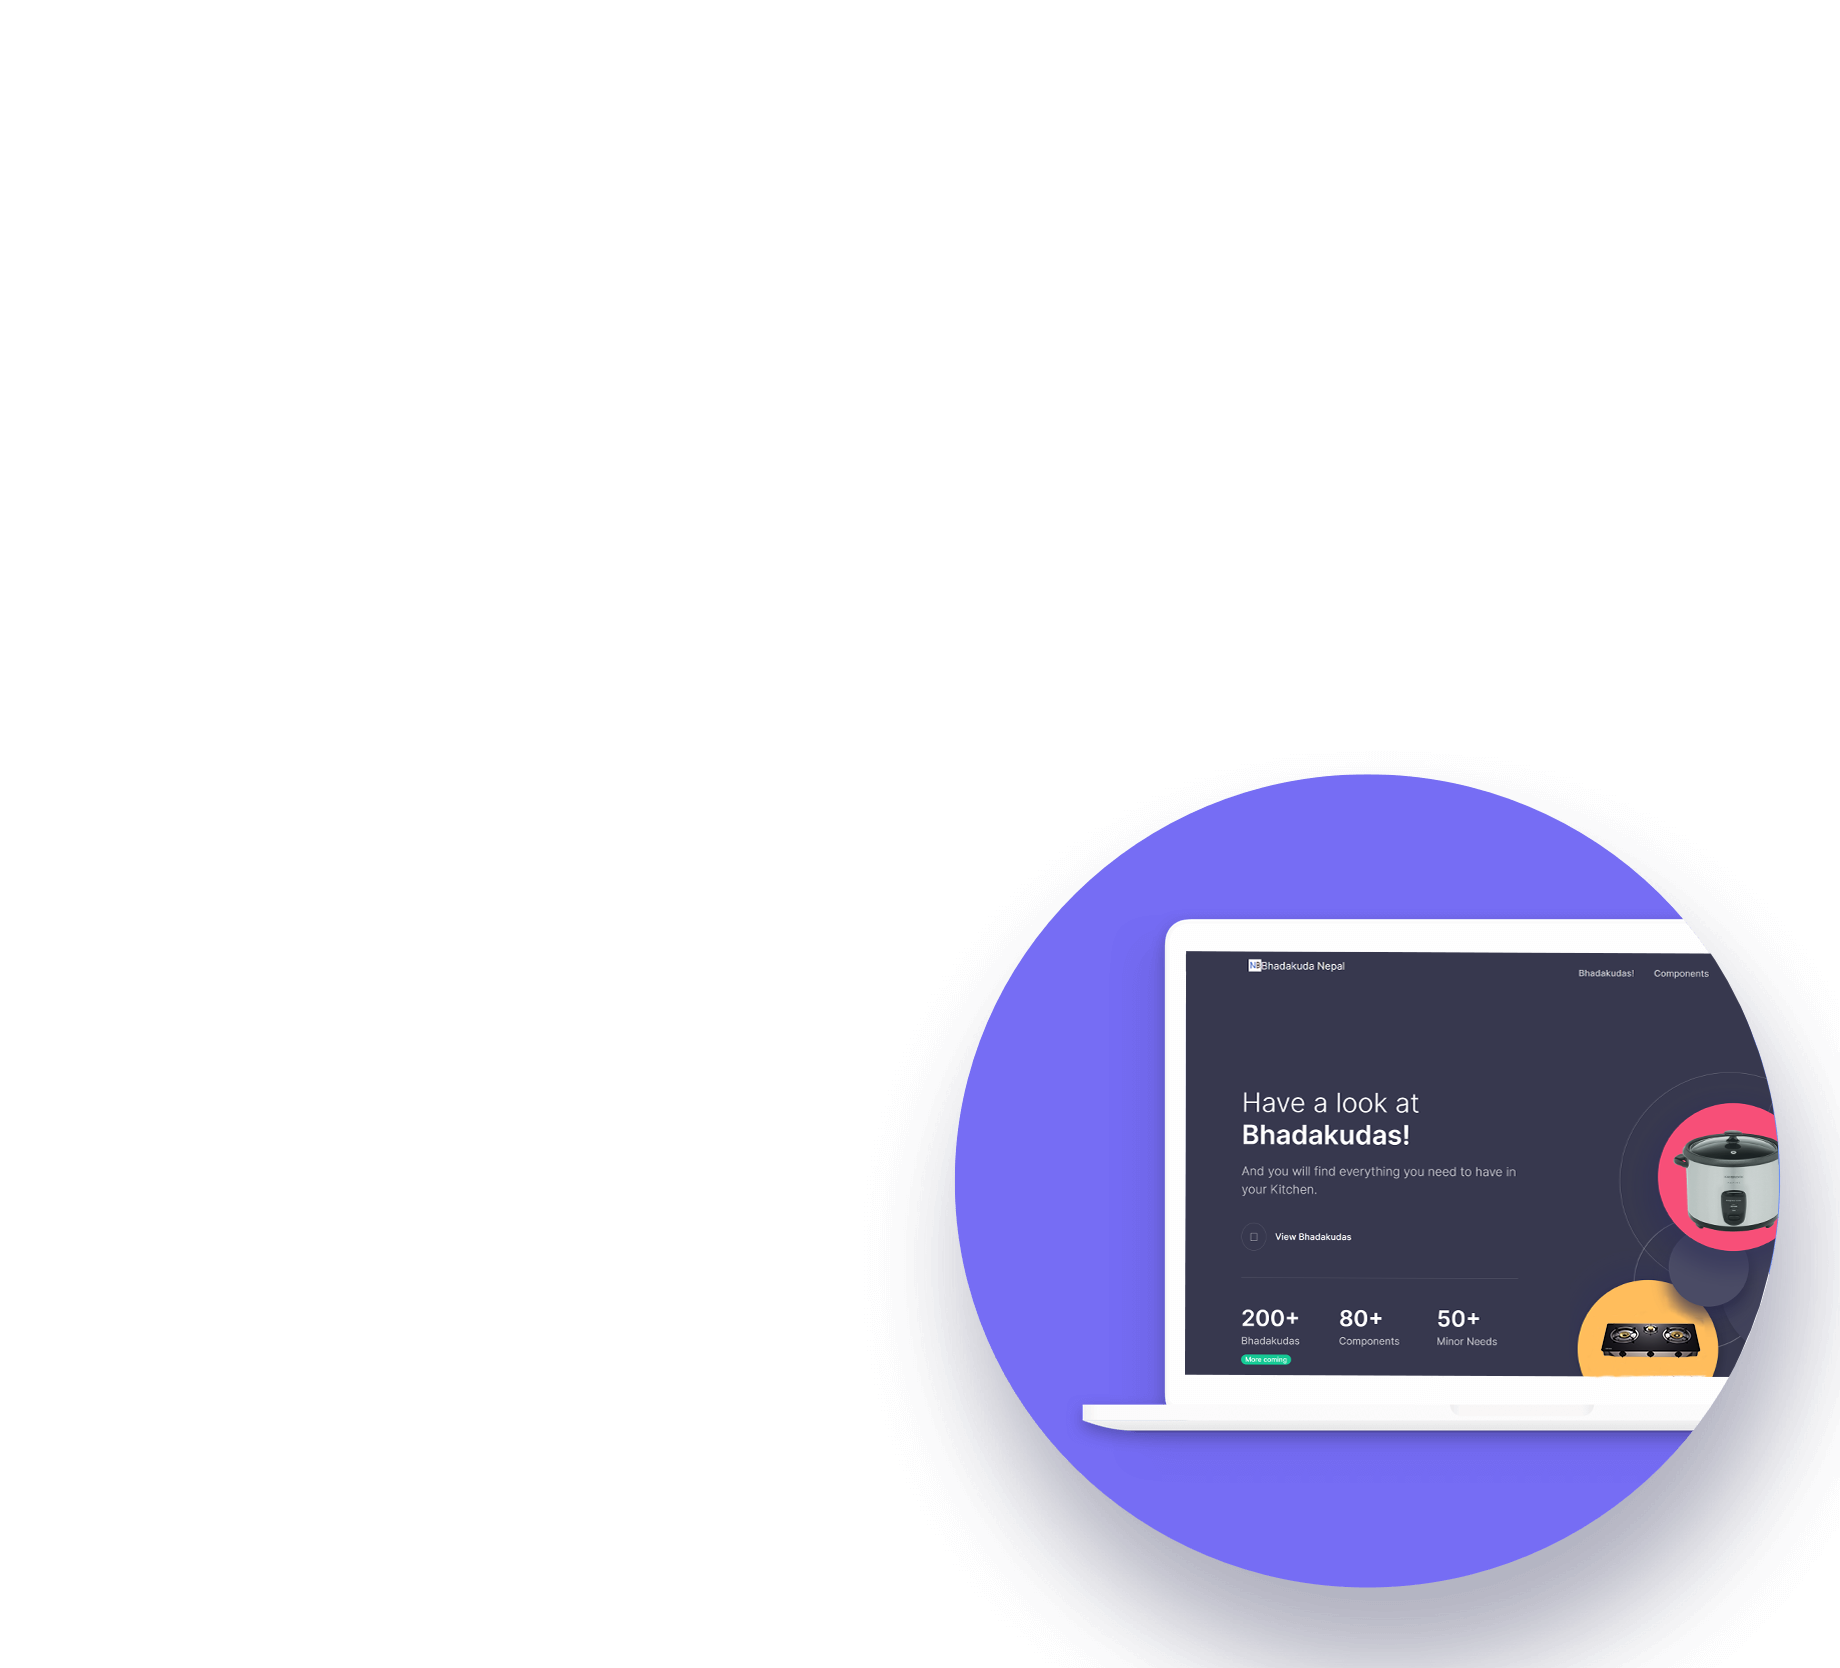 NB Bhadakuda Nepal
Bhadakudas! Components
Have a look at
Bhadakudas!
And you will find everything you need to have in
your Kitchen.
View Bhadakudas
200+ 80+ 50+
Bhadakudas Components Minor Needs
More coming